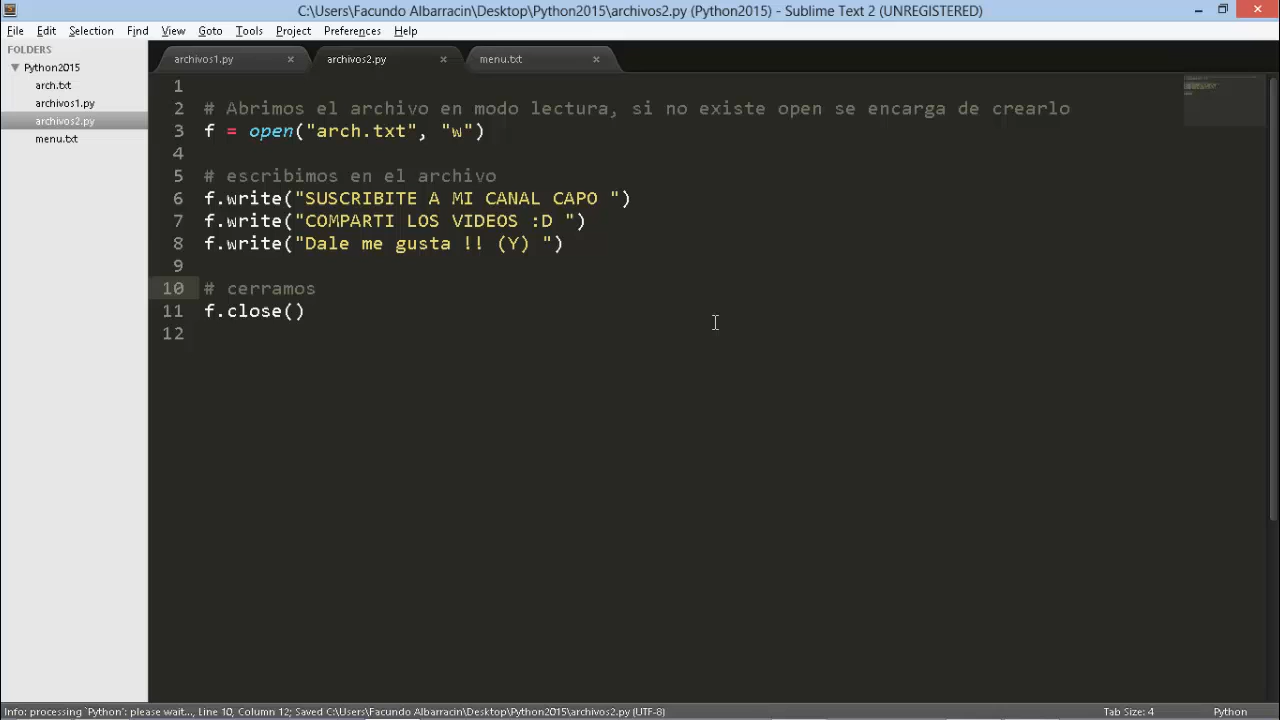 C:\Users\Facundo Albarracin\Desktop\Python2015\archivos2.py (Python2015) - Sublime Text 2 (UNREGISTERED)
File Edit Selection Find View Goto Tools Project Preferences Help
FOLDERS
Python2015
arch.txt
archivos1.py
archivos2.py
menu.txt
archivos1.py × archivos2.py × menu.txt ×
1
2 # Abrimos el archivo en modo lectura, si no existe open se encarga de crearlo
3 f = open("arch.txt", "w")
4
5 # escribimos en el archivo
6 f.write("SUSCRIBITE A MI CANAL CAPO ")
7 f.write("COMPARTI LOS VIDEOS :D ")
8 f.write("Dale me gusta !! (Y) ")
9
10 # cerramos
11 f.close()
12
Info: processing `Python': please wait..., Line 10, Column 12; Saved C:\Users\Facundo Albarracin\Desktop\Python2015\archivos2.py (UTF-8) Tab Size: 4 Python